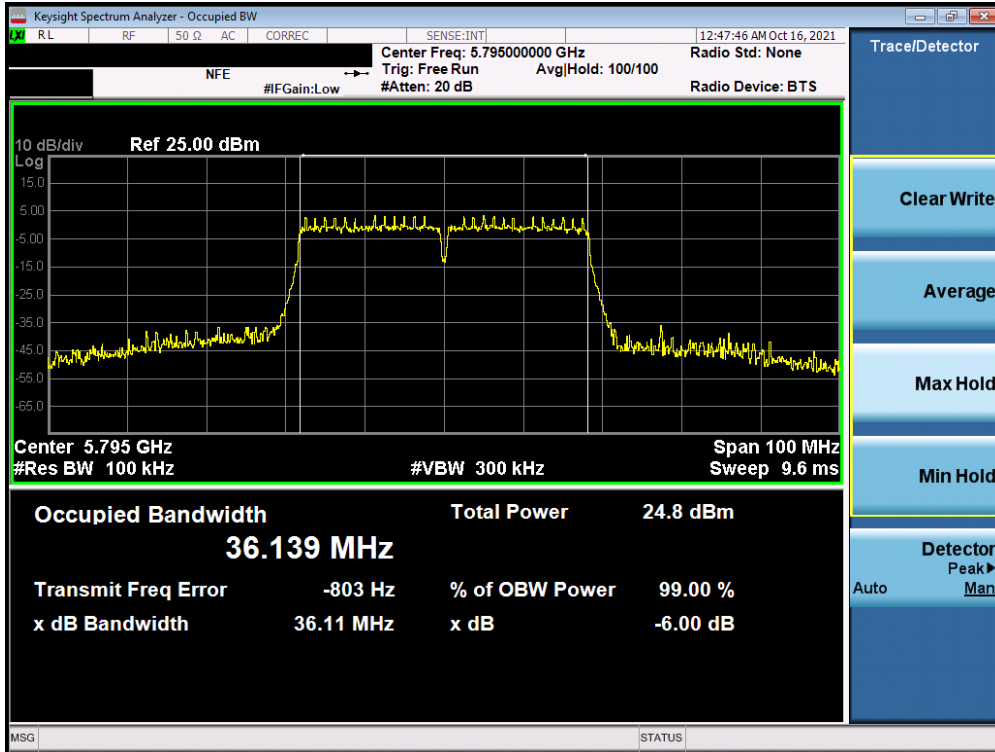 Keysight Spectrum Analyzer - Occupied BW
LXI RL RF 50 Ω AC CORREC SENSE:INT 12:47:46 AM Oct 16, 2021
Center Freq: 5.795000000 GHz Radio Std: None
NFE Trig: Free Run Avg|Hold: 100/100
#IFGain:Low #Atten: 20 dB Radio Device: BTS
10 dB/div Ref 25.00 dBm
Log
15.0
5.00
-5.00
-15.0
-25.0
-35.0
-45.0
-55.0
-65.0
Center 5.795 GHz Span 100 MHz
#Res BW 100 kHz #VBW 300 kHz Sweep 9.6 ms
Occupied Bandwidth Total Power 24.8 dBm
36.139 MHz
Transmit Freq Error -803 Hz % of OBW Power 99.00 %
x dB Bandwidth 36.11 MHz x dB -6.00 dB
Trace/Detector
Clear Write
Average
Max Hold
Min Hold
Detector
Peak▶
Auto Man
MSG STATUS